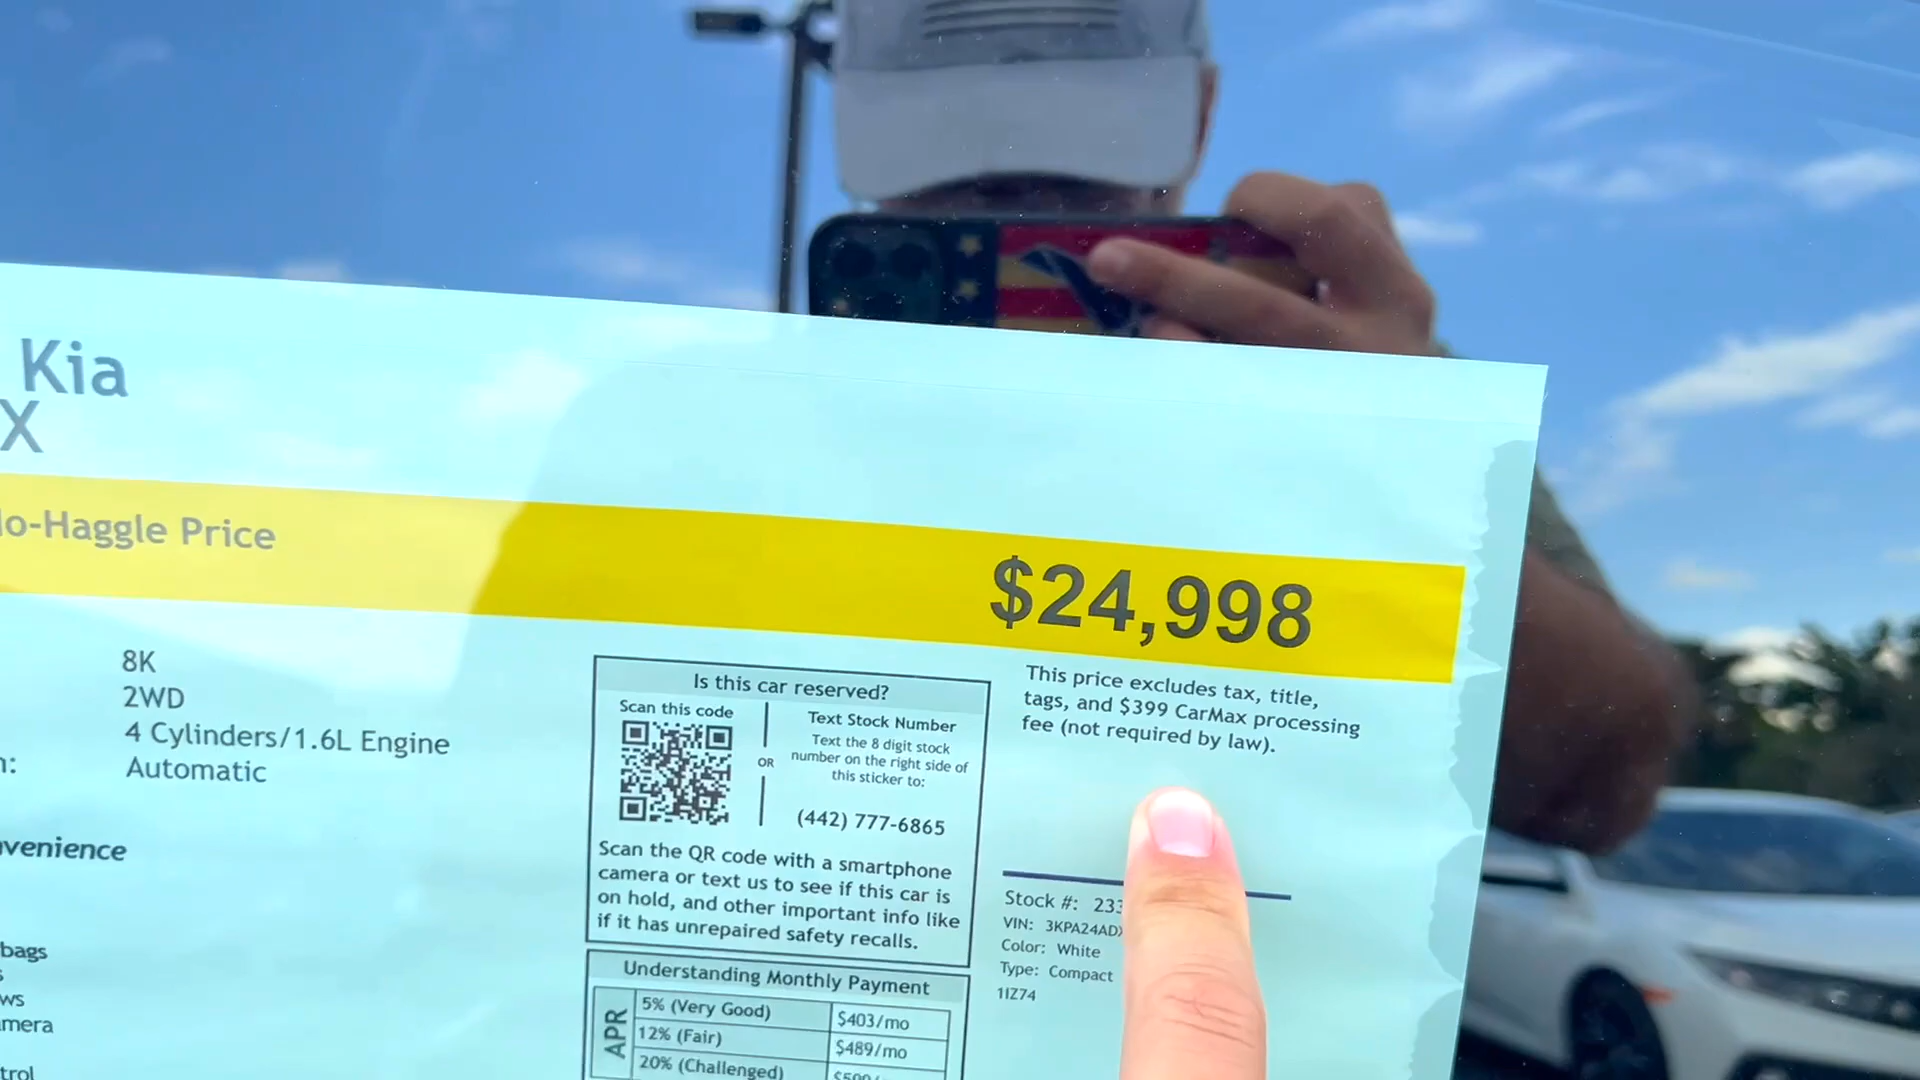 Kia
X
No-Haggle Price
$24,998
8K
2WD
4 Cylinders/1.6L Engine
Automatic
Is this car reserved?
Scan this code
OR
Text Stock Number
Text the 8 digit stock
number on the right side of
this sticker to:
(442) 777-6865
Scan the QR code with a smartphone
camera or text us to see if this car is
on hold, and other important info like
if it has unrepaired safety recalls.
This price excludes tax, title,
tags, and $399 CarMax processing
fee (not required by law).
Stock #: 233
VIN: 3KPA24AD
Color: White
Type: Compact
1IZ74
Understanding Monthly Payment
APR
5% (Very Good) $403/mo
12% (Fair) $489/mo
20% (Challenged)
venience
bags
ws
mera
trol